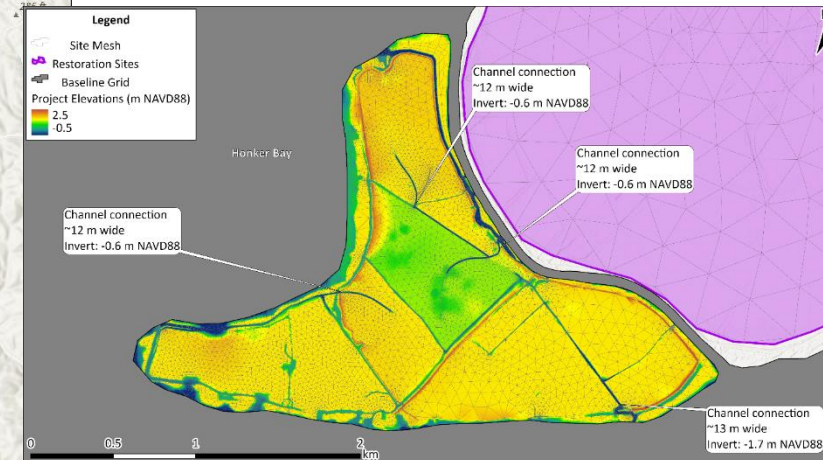 286 ft
Legend
Site Mesh
Restoration Sites
Baseline Grid
Project Elevations (m NAVD88)
2.5
-0.5
Honker Bay
Channel connection
~12 m wide
Invert: -0.6 m NAVD88
Channel connection
~12 m wide
Invert: -0.6 m NAVD88
Channel connection
~12 m wide
Invert: -0.6 m NAVD88
Channel connection
~13 m wide
Invert: -1.7 m NAVD88
0
0.5
1
2
km